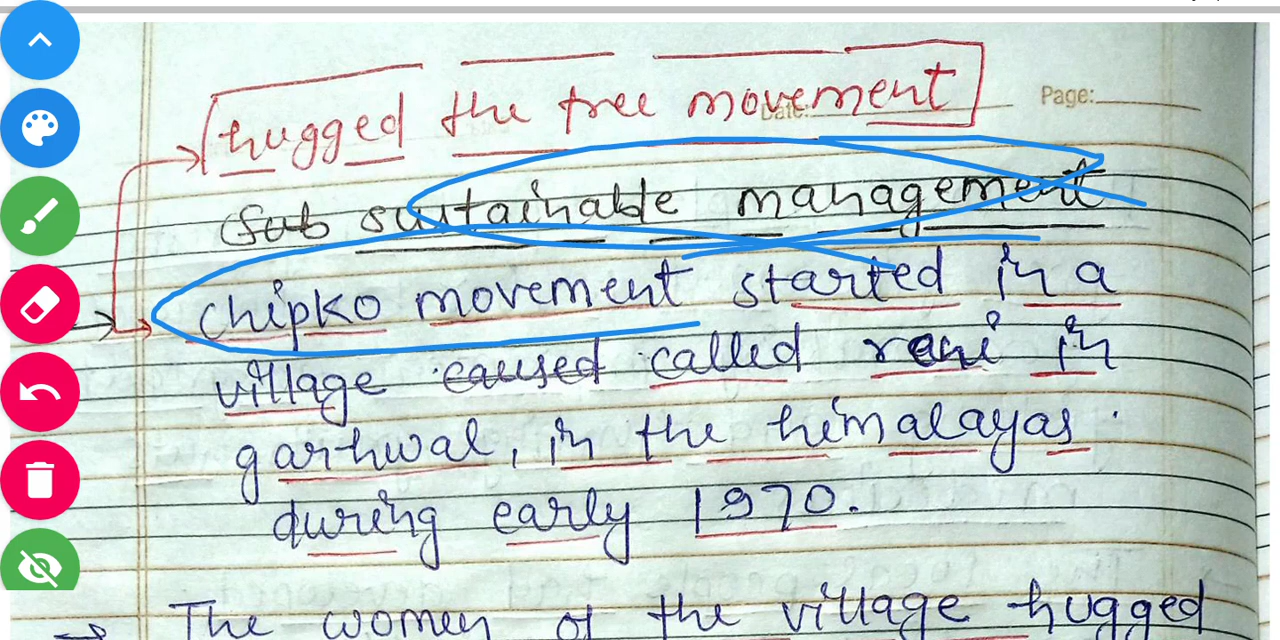 hugged the tree movement
Page:
Date:
Sub sustainable management
chipko movement started in a
village caused called reni in
garhwal, in the himalayas.
during early 1970.
The women of the village hugged